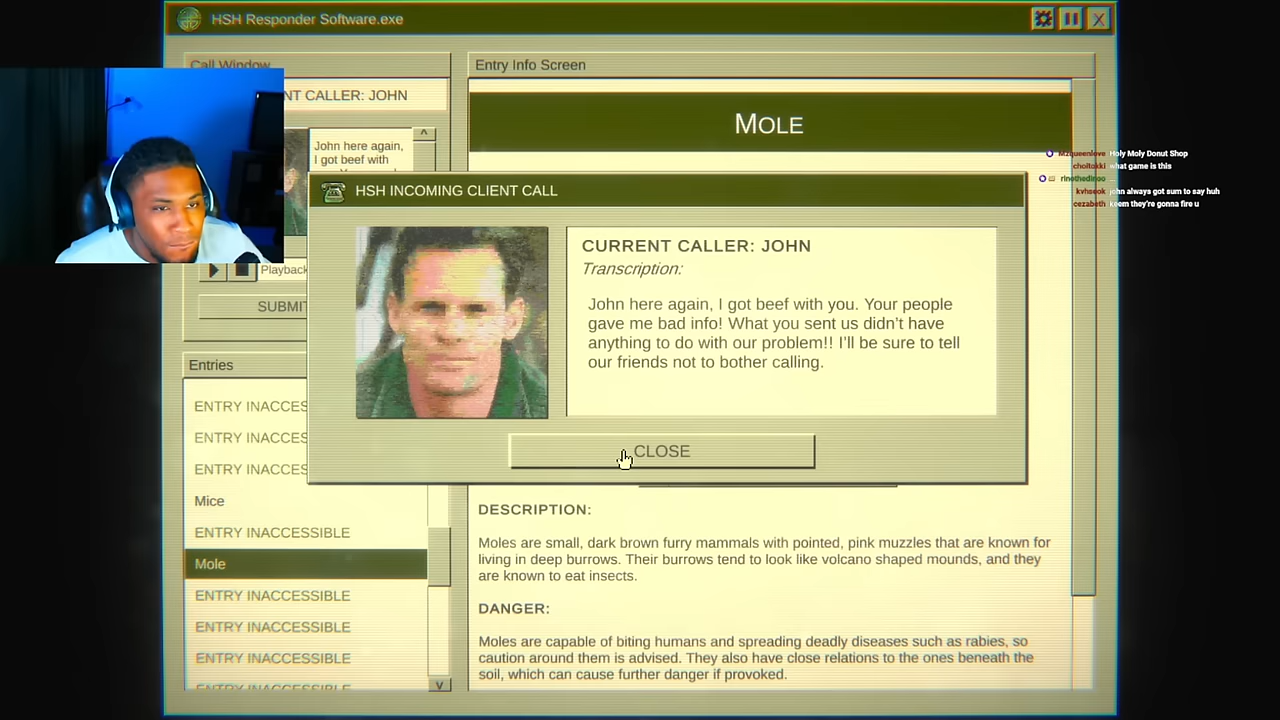 HSH Responder Software.exe
X
Call Window
Entry Info Screen
NT CALLER: JOHN
MOLE
John here again,
I got beef with
^
Mzqueenlove Holy Moly Donut Shop
choitokki what game is this
rinothedinoo ...
kvhseok john always got sum to say huh
cezabeth keem they're gonna fire u
HSH INCOMING CLIENT CALL
CURRENT CALLER: JOHN
Transcription:
John here again, I got beef with you. Your people
gave me bad info! What you sent us didn't have
anything to do with our problem!! I'll be sure to tell
our friends not to bother calling.
CLOSE
Playback
SUBMIT
Entries
ENTRY INACCES
ENTRY INACCES
ENTRY INACCES
Mice
ENTRY INACCESSIBLE
Mole
ENTRY INACCESSIBLE
ENTRY INACCESSIBLE
ENTRY INACCESSIBLE
ENTRY INACCESSIBLE
v
DESCRIPTION:
Moles are small, dark brown furry mammals with pointed, pink muzzles that are known for
living in deep burrows. Their burrows tend to look like volcano shaped mounds, and they
are known to eat insects.
DANGER:
Moles are capable of biting humans and spreading deadly diseases such as rabies, so
caution around them is advised. They also have close relations to the ones beneath the
soil, which can cause further danger if provoked.